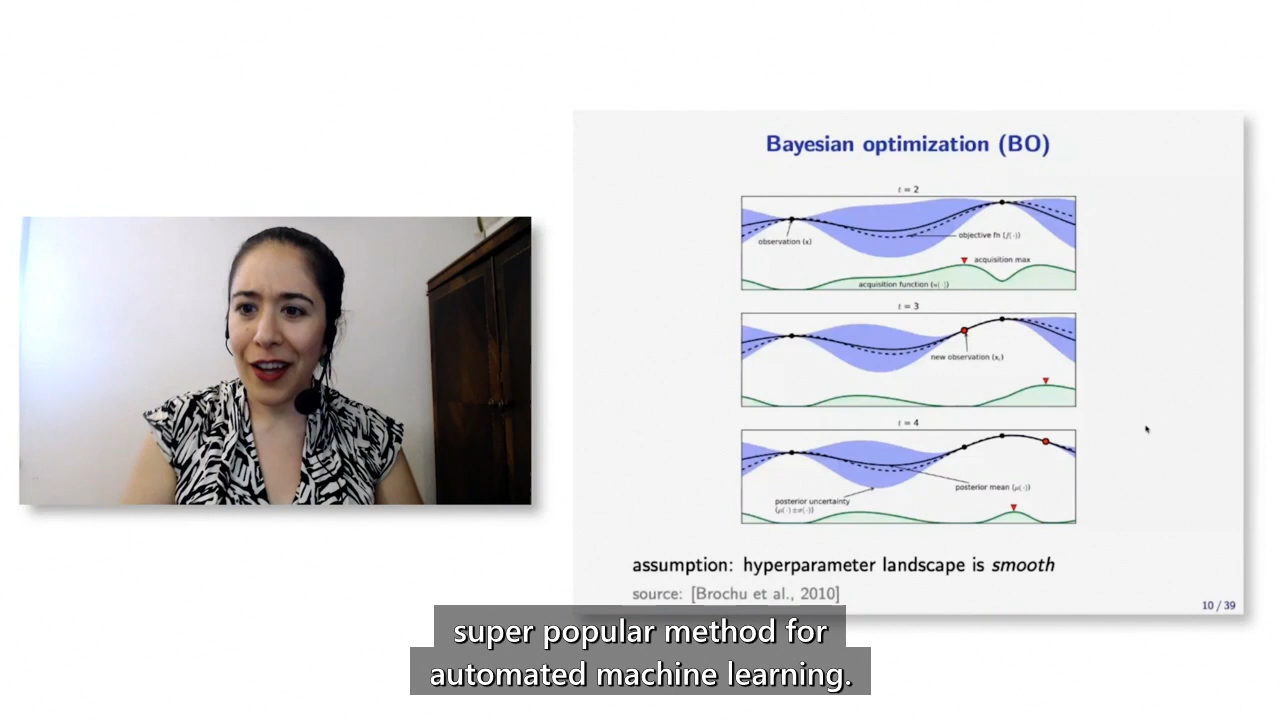 Bayesian optimization (BO)
t = 2
observation (x)
objective fn (f(·))
acquisition max
acquisition function (u(·))
t = 3
new observation (xₜ)
t = 4
posterior mean (μ(·))
posterior uncertainty
(μ(·) ± σ(·))
assumption: hyperparameter landscape is smooth
source: [Brochu et al., 2010]
10 / 39
super popular method for
automated machine learning.